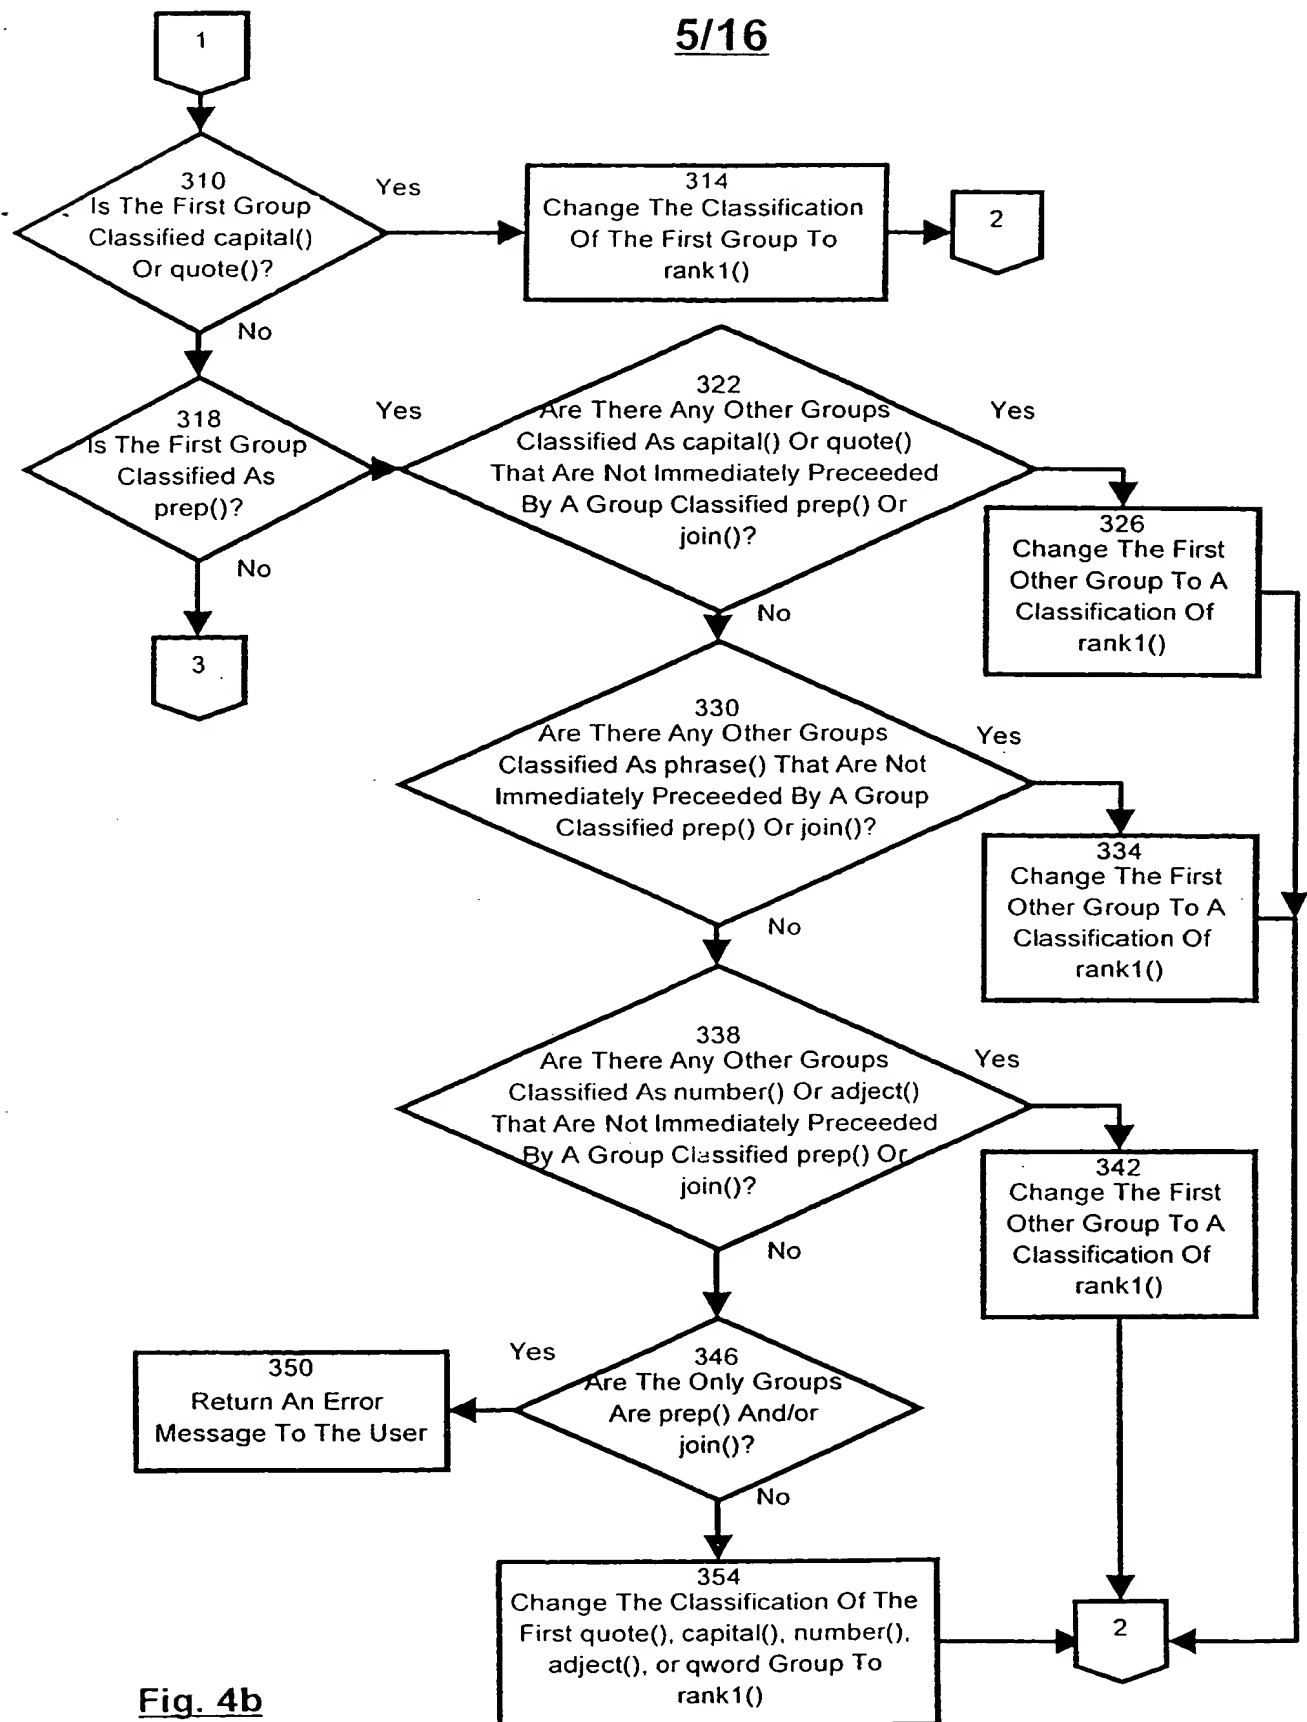 5/16
1
310
Is The First Group
Classified capital()
Or quote()?
Yes
314
Change The Classification
Of The First Group To
rank1()
2
No
318
Is The First Group
Classified As
prep()?
Yes
322
Are There Any Other Groups
Classified As capital() Or quote()
That Are Not Immediately Preceeded
By A Group Classified prep() Or
join()?
Yes
326
Change The First
Other Group To A
Classification Of
rank1()
No
3
No
330
Are There Any Other Groups
Classified As phrase() That Are Not
Immediately Preceeded By A Group
Classified prep() Or join()?
Yes
334
Change The First
Other Group To A
Classification Of
rank1()
No
338
Are There Any Other Groups
Classified As number() Or adject()
That Are Not Immediately Preceeded
By A Group Classified prep() Or
join()?
Yes
342
Change The First
Other Group To A
Classification Of
rank1()
No
346
Are The Only Groups
Are prep() And/or
join()?
Yes
350
Return An Error
Message To The User
No
354
Change The Classification Of The
First quote(), capital(), number(),
adject(), or qword Group To
rank1()
2
Fig. 4b